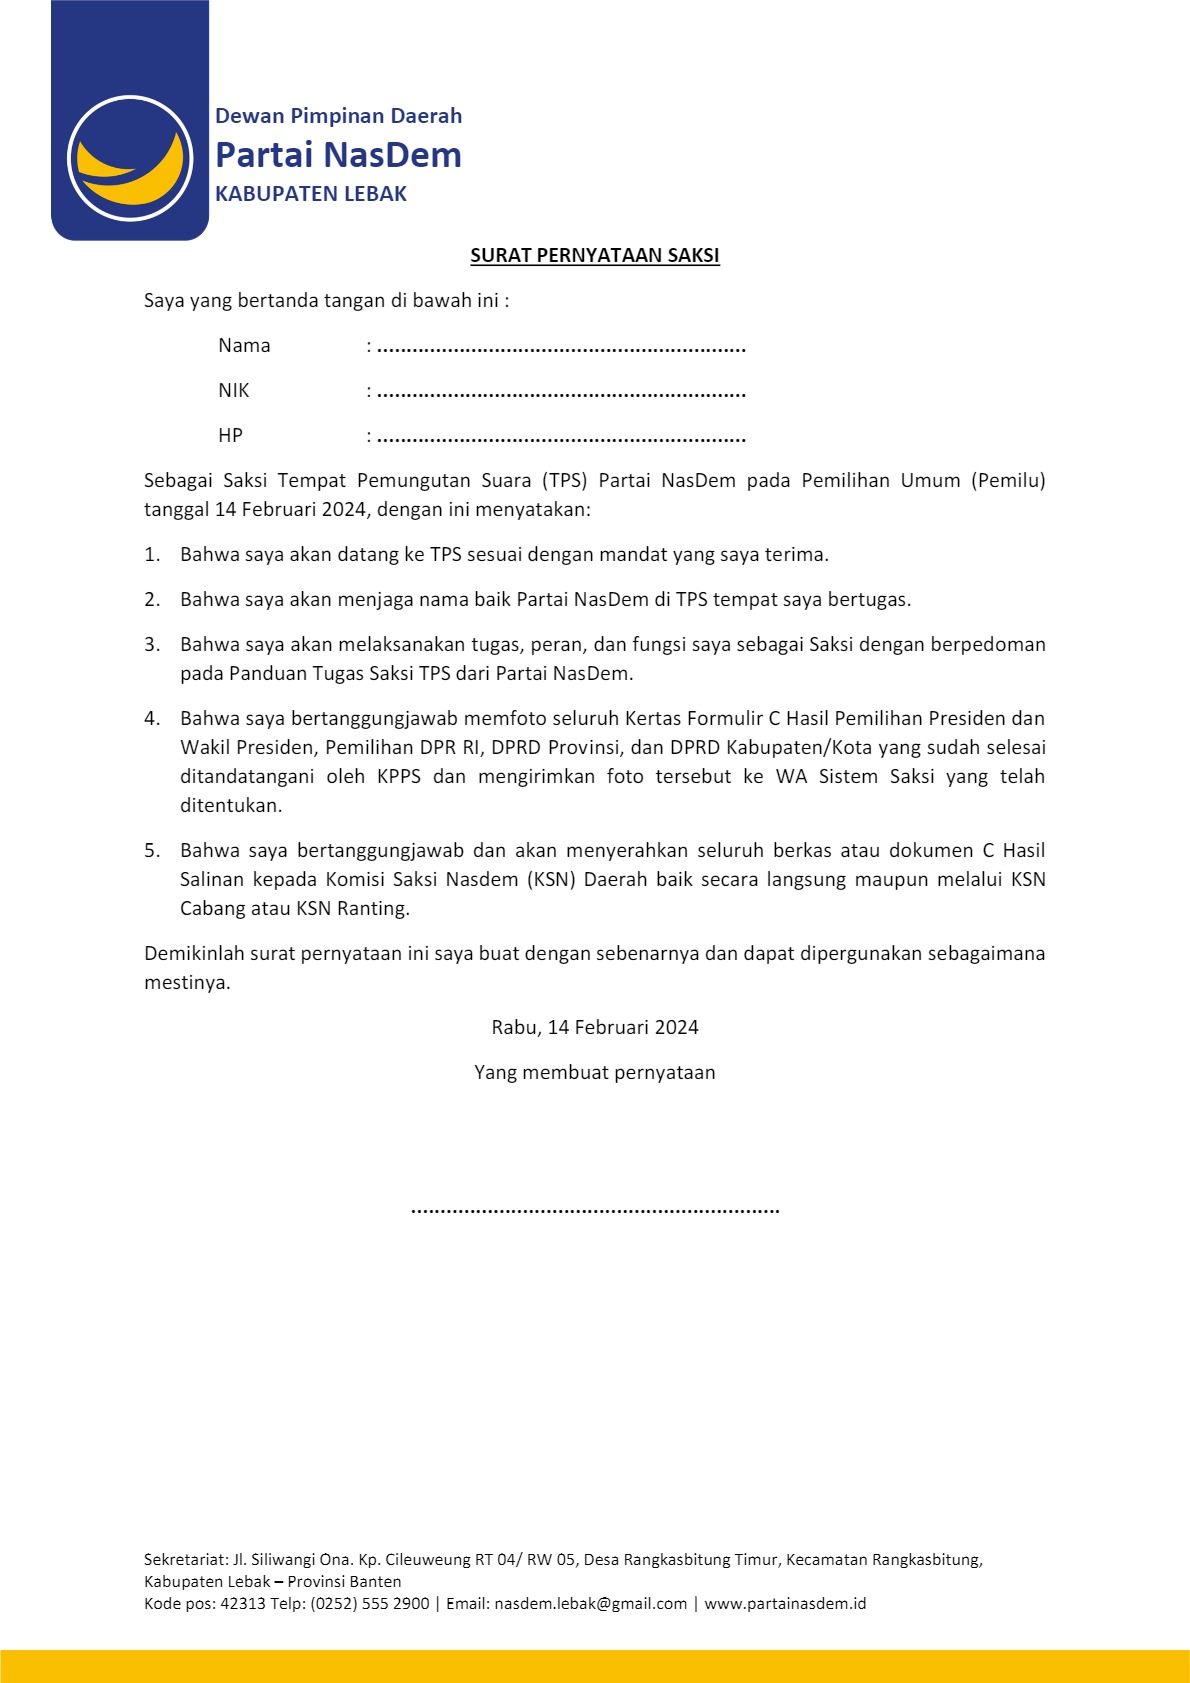 Dewan Pimpinan Daerah
Partai NasDem
KABUPATEN LEBAK
SURAT PERNYATAAN SAKSI
Saya yang bertanda tangan di bawah ini :
Nama : ...............................................................
NIK : ...............................................................
HP : ...............................................................
Sebagai Saksi Tempat Pemungutan Suara (TPS) Partai NasDem pada Pemilihan Umum (Pemilu)
tanggal 14 Februari 2024, dengan ini menyatakan:
1. Bahwa saya akan datang ke TPS sesuai dengan mandat yang saya terima.
2. Bahwa saya akan menjaga nama baik Partai NasDem di TPS tempat saya bertugas.
3. Bahwa saya akan melaksanakan tugas, peran, dan fungsi saya sebagai Saksi dengan berpedoman
pada Panduan Tugas Saksi TPS dari Partai NasDem.
4. Bahwa saya bertanggungjawab memfoto seluruh Kertas Formulir C Hasil Pemilihan Presiden dan
Wakil Presiden, Pemilihan DPR RI, DPRD Provinsi, dan DPRD Kabupaten/Kota yang sudah selesai
ditandatangani oleh KPPS dan mengirimkan foto tersebut ke WA Sistem Saksi yang telah
ditentukan.
5. Bahwa saya bertanggungjawab dan akan menyerahkan seluruh berkas atau dokumen C Hasil
Salinan kepada Komisi Saksi Nasdem (KSN) Daerah baik secara langsung maupun melalui KSN
Cabang atau KSN Ranting.
Demikinlah surat pernyataan ini saya buat dengan sebenarnya dan dapat dipergunakan sebagaimana
mestinya.
Rabu, 14 Februari 2024
Yang membuat pernyataan
...............................................................
Sekretariat: Jl. Siliwangi Ona. Kp. Cileuweung RT 04/ RW 05, Desa Rangkasbitung Timur, Kecamatan Rangkasbitung,
Kabupaten Lebak – Provinsi Banten
Kode pos: 42313 Telp: (0252) 555 2900 | Email: nasdem.lebak@gmail.com | www.partainasdem.id